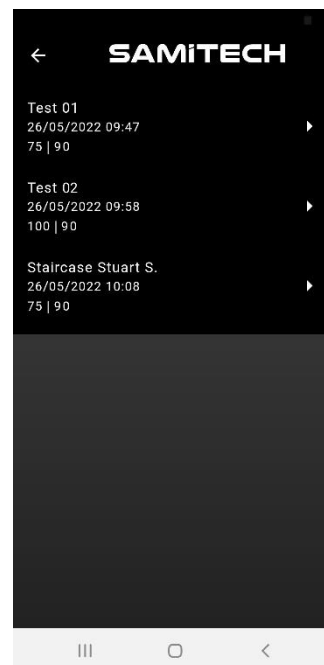 SAMiTECH
Test 01
26/05/2022 09:47
75 | 90
Test 02
26/05/2022 09:58
100 | 90
Staircase Stuart S.
26/05/2022 10:08
75 | 90